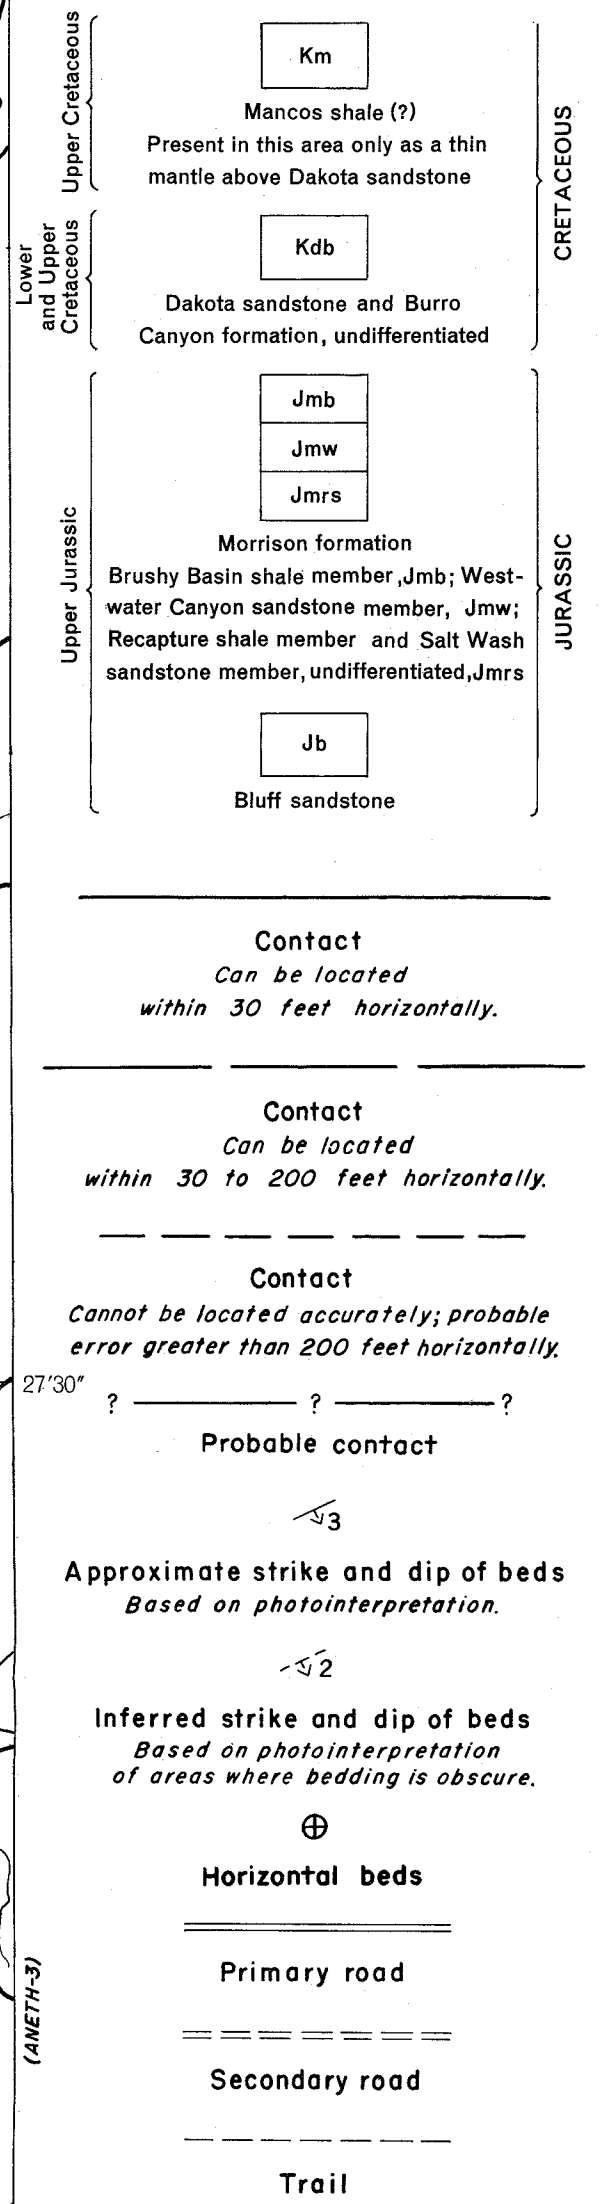 Upper Cretaceous
Km
Mancos shale (?)
Present in this area only as a thin
mantle above Dakota sandstone
CRETACEOUS
Lower
and Upper
Cretaceous
Kdb
Dakota sandstone and Burro
Canyon formation, undifferentiated
Upper Jurassic
Jmb
Jmw
Jmrs
Morrison formation
Brushy Basin shale member, Jmb; West-
water Canyon sandstone member, Jmw;
Recapture shale member and Salt Wash
sandstone member, undifferentiated, Jmrs
JURASSIC
Jb
Bluff sandstone
Contact
Can be located
within 30 feet horizontally.
Contact
Can be located
within 30 to 200 feet horizontally.
Contact
Cannot be located accurately; probable
error greater than 200 feet horizontally.
27'30"
? ? ?
Probable contact
3
Approximate strike and dip of beds
Based on photointerpretation.
2
Inferred strike and dip of beds
Based on photointerpretation
of areas where bedding is obscure.
Horizontal beds
Primary road
(ANETH-3)
Secondary road
Trail